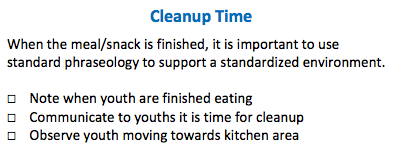 Cleanup Time
When the meal/snack is finished, it is important to use
standard phraseology to support a standardized environment.
□ Note when youth are finished eating
□ Communicate to youths it is time for cleanup
□ Observe youth moving towards kitchen area